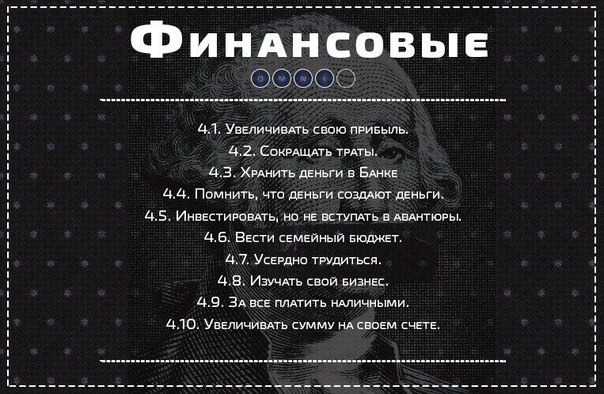 Финансовые
O M N I
4.1. Увеличивать свою прибыль.
4.2. Сокращать траты.
4.3. Хранить деньги в Банке
4.4. Помнить, что деньги создают деньги.
4.5. Инвестировать, но не вступать в авантюры.
4.6. Вести семейный бюджет.
4.7. Усердно трудиться.
4.8. Изучать свой бизнес.
4.9. За все платить наличными.
4.10. Увеличивать сумму на своем счете.